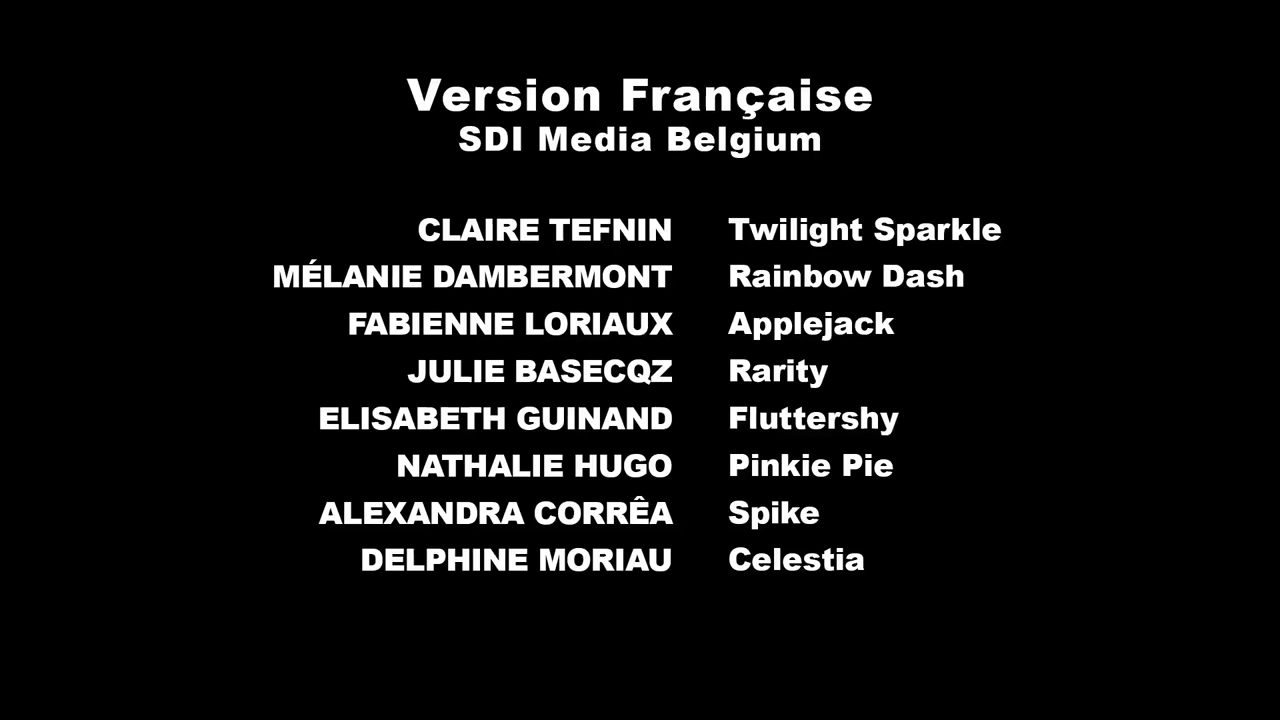 Version Française
SDI Media Belgium
CLAIRE TEFNIN Twilight Sparkle
MÉLANIE DAMBERMONT Rainbow Dash
FABIENNE LORIAUX Applejack
JULIE BASECQZ Rarity
ELISABETH GUINAND Fluttershy
NATHALIE HUGO Pinkie Pie
ALEXANDRA CORRÊA Spike
DELPHINE MORIAU Celestia